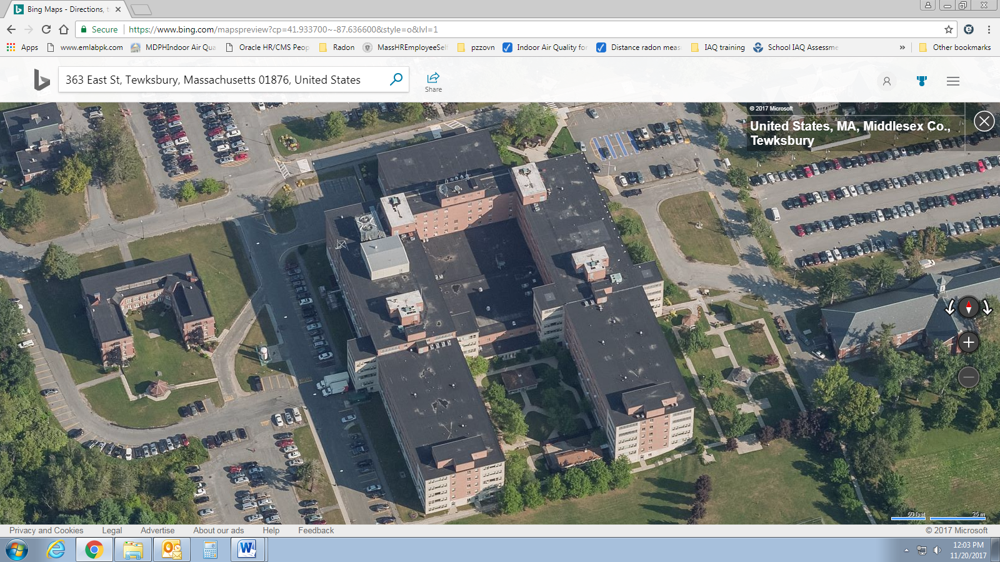 Bing Maps - Directions, t
Secure
https://www.bing.com/mapspreview?cp=41.933700~-87.636600&style=o&lvl=1
Apps
www.emlabpk.com
MDPHIndoor Air Qua
Oracle HR/CMS Peop
Radon
MassHREmployeeSelf
pzzovn
Indoor Air Quality for
Distance radon meas
IAQ training
School IAQ Assessme
»
Other bookmarks
363 East St, Tewksbury, Massachusetts 01876, United States
Share
© 2017 Microsoft
United States, MA, Middlesex Co.,
Tewksbury
50 feet
25 m
Privacy and Cookies
Legal
Advertise
About our ads
Help
Feedback
© 2017 Microsoft
12:03 PM
11/20/2017